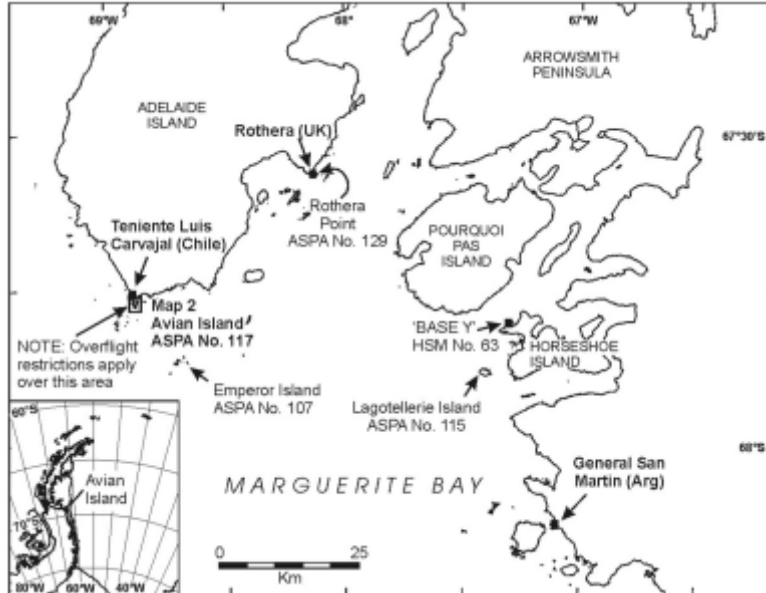 69°W
68°
67°W
ARROWSMITH
PENINSULA
ADELAIDE
ISLAND
Rothera (UK)
67°30'S
Rothera
Point
ASPA No. 129
Teniente Luis
Carvajal (Chile)
POURQUOI
PAS
ISLAND
Map 2
Avian Island
ASPA No. 117
'BASE Y'
HSM No. 63
NOTE: Overflight
restrictions apply
over this area
HORSESHOE
ISLAND
Emperor Island
ASPA No. 107
Lagotellerie Island
ASPA No. 115
60°S
68°S
General San
Martin (Arg)
MARGUERITE BAY
Avian
Island
70°S
0 25
Km
80°W 60°W 40°W